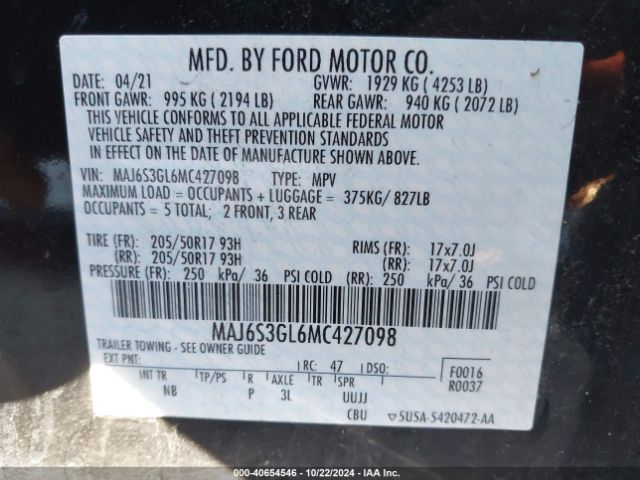 MFD. BY FORD MOTOR CO.
DATE: 04/21 GVWR: 1929 KG ( 4253 LB)
FRONT GAWR: 995 KG ( 2194 LB) REAR GAWR: 940 KG ( 2072 LB)
THIS VEHICLE CONFORMS TO ALL APPLICABLE FEDERAL MOTOR
VEHICLE SAFETY AND THEFT PREVENTION STANDARDS
IN EFFECT ON THE DATE OF MANUFACTURE SHOWN ABOVE.
VIN: MAJ6S3GL6MC427098 TYPE: MPV
MAXIMUM LOAD = OCCUPANTS + LUGGAGE = 375KG/ 827LB
OCCUPANTS = 5 TOTAL; 2 FRONT, 3 REAR
TIRE (FR): 205/50R17 93H RIMS (FR): 17x7.0J
(RR): 205/50R17 93H (RR): 17x7.0J
PRESSURE (FR): 250 kPa/ 36 PSI COLD (RR): 250 kPa/ 36 PSI COLD
MAJ6S3GL6MC427098
TRAILER TOWING - SEE OWNER GUIDE
EXT PNT: RC: 47 DSO: F0016
R0037
INT TR TP/PS R AXLE TR SPR
NB P 3L UUJJ
CBU 5U5A-5420472-AA
000-40654546 - 10/22/2024 - IAA Inc.